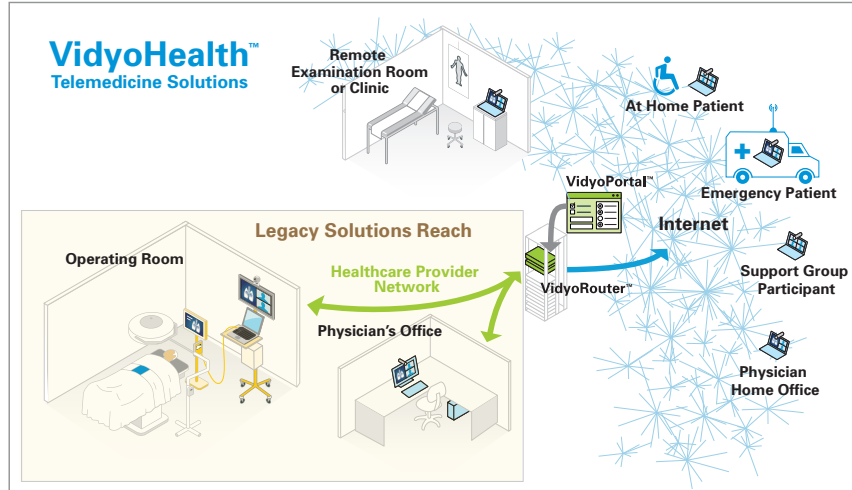 VidyoHealth™
Telemedicine Solutions
Remote
Examination Room
or Clinic
At Home Patient
Emergency Patient
VidyoPortal™
Internet
Legacy Solutions Reach
Operating Room
Healthcare Provider
Network
VidyoRouter™
Support Group
Participant
Physician's Office
Physician
Home Office